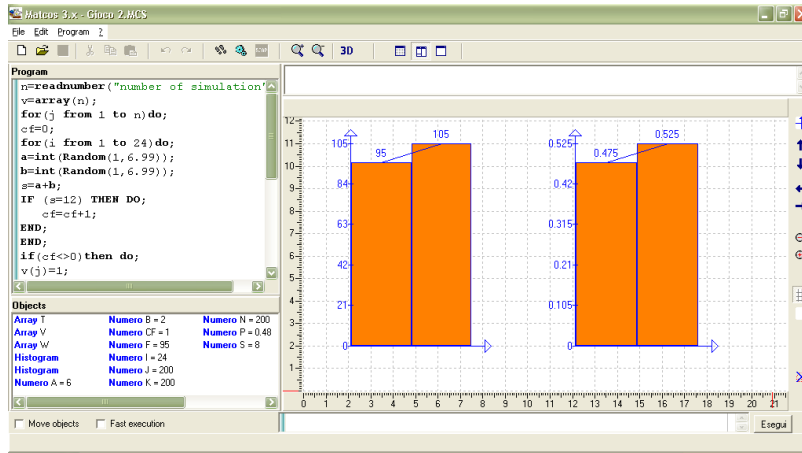 Matcos 3.x - Gioco 2.MCS
File Edit Program ?
3D
Program
n=readnumber("number of simulation"
v=array(n);
for(j from 1 to n)do;
cf=0;
for(i from 1 to 24)do;
a=int(Random(1,6.99));
b=int(Random(1,6.99));
s=a+b;
IF (s=12) THEN DO;
cf=cf+1;
END;
END;
if(cf<>0)then do;
v(j)=1;
Objects
Array T Numero B = 2 Numero N = 200
Array V Numero CF = 1 Numero P = 0.48
Array W Numero F = 95 Numero S = 8
Histogram Numero I = 24
Histogram Numero J = 200
Numero A = 6 Numero K = 200
Move objects Fast execution
12
11
10
9
8
7
6
5
4
3
2
1
105
84
63
42
21
0
95
105
0.525
0.42
0.315
0.21
0.105
0
0.475
0.525
0 1 2 3 4 5 6 7 8 9 10 11 12 13 14 15 16 17 18 19 20 21
Esegui